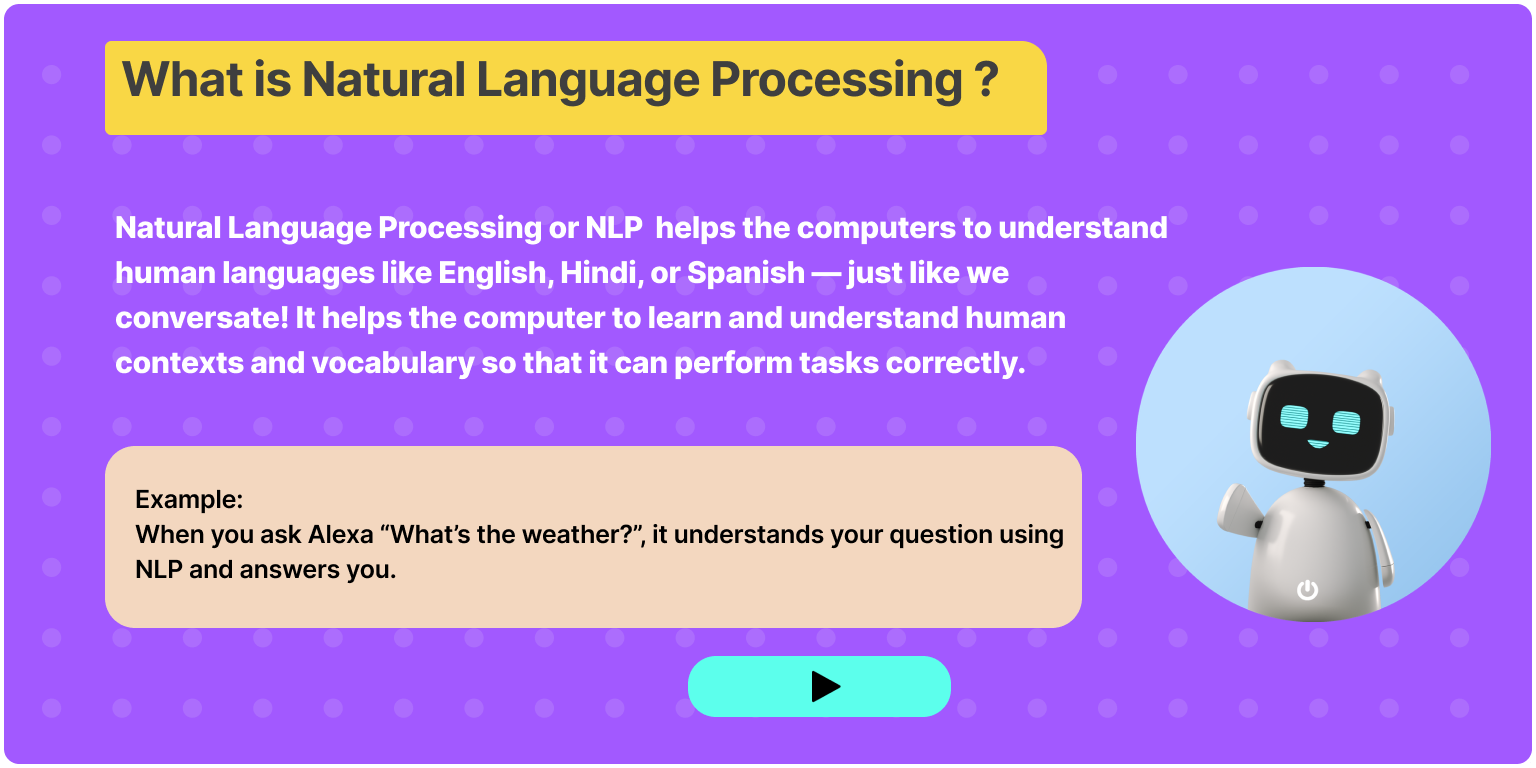 What is Natural Language Processing ?
Natural Language Processing or NLP  helps the computers to understand
human languages like English, Hindi, or Spanish — just like we
conversate! It helps the computer to learn and understand human
contexts and vocabulary so that it can perform tasks correctly.
Example:
When you ask Alexa “What’s the weather?”, it understands your question using
NLP and answers you.